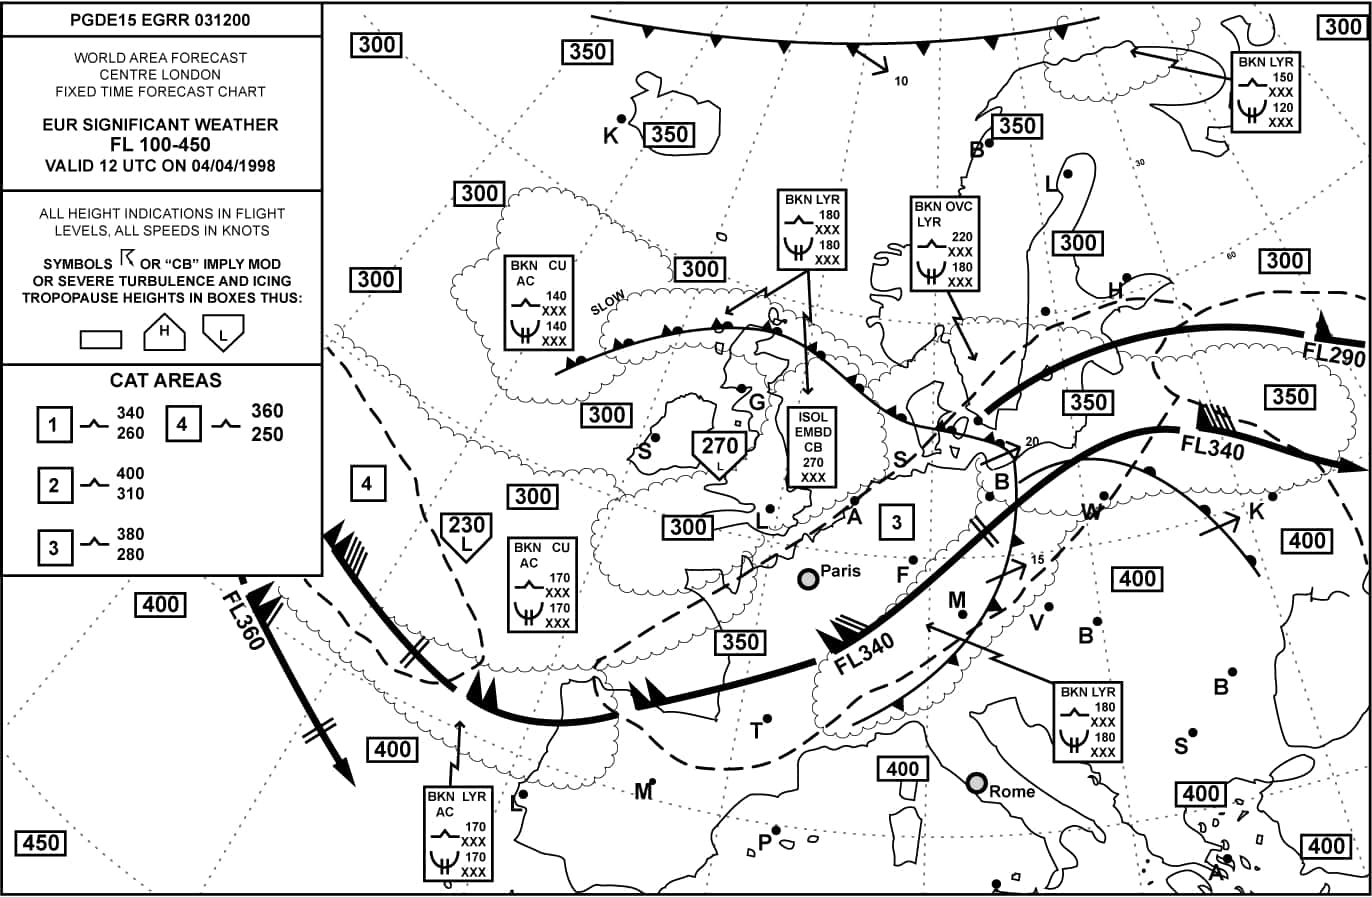 PGDE15 EGRR 031200
WORLD AREA FORECAST
CENTRE LONDON
FIXED TIME FORECAST CHART
EUR SIGNIFICANT WEATHER
FL 100-450
VALID 12 UTC ON 04/04/1998
ALL HEIGHT INDICATIONS IN FLIGHT
LEVELS, ALL SPEEDS IN KNOTS
SYMBOLS OR “CB” IMPLY MOD
OR SEVERE TURBULENCE AND ICING
TROPOPAUSE HEIGHTS IN BOXES THUS:
H
L
CAT AREAS
1 340
260
4 360
250
2 400
310
3 380
280
300
350
300
10
BKN LYR
150
XXX
120
XXX
K
350
350
B
30
L
300
BKN LYR
180
XXX
180
XXX
BKN OVC
LYR
220
XXX
180
XXX
0
300
300
60
300
BKN CU
AC
140
XXX
140
XXX
300
SLOW
H
FL290
300
G
350
350
ISOL
EMBD
CB
270
XXX
S
270
L
20
FL340
S
4
300
B
230
L
300
L
A
3
W
K
400
BKN CU
AC
170
XXX
170
XXX
Paris
F
15
400
400
FL360
M
V
B
350
FL340
BKN LYR
180
XXX
180
XXX
B
T
400
S
400
Rome
400
L
M
BKN LYR
AC
170
XXX
170
XXX
450
P
400
A